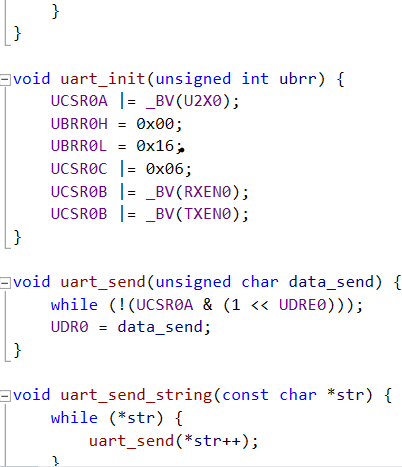 }
}
void uart_init(unsigned int ubrr) {
UCSR0A |= _BV(U2X0);
UBRR0H = 0x00;
UBRR0L = 0x16;
UCSR0C |= 0x06;
UCSR0B |= _BV(RXEN0);
UCSR0B |= _BV(TXEN0);
}
void uart_send(unsigned char data_send) {
while (!(UCSR0A & (1 << UDRE0)));
UDR0 = data_send;
}
void uart_send_string(const char *str) {
while (*str) {
uart_send(*str++);
}